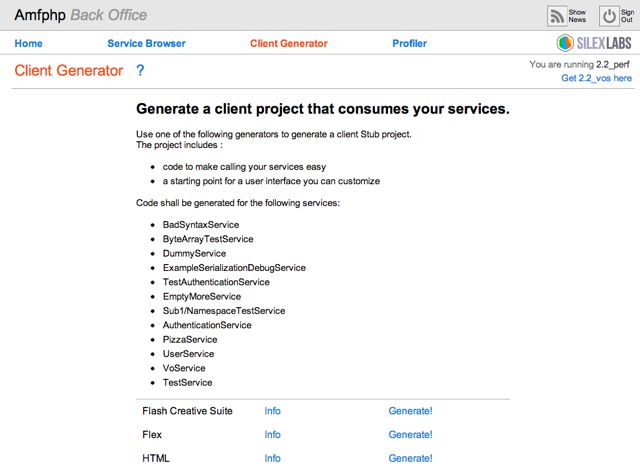 Amfphp Back Office
Show News
Sign Out
Home Service Browser Client Generator Profiler SILEXLABS
Client Generator ?
You are running 2.2_perf
Get 2.2_vos here
Generate a client project that consumes your services.
Use one of the following generators to generate a client Stub project.
The project includes :
code to make calling your services easy
a starting point for a user interface you can customize
Code shall be generated for the following services:
BadSyntaxService
ByteArrayTestService
DummyService
ExampleSerializationDebugService
TestAuthenticationService
EmptyMoreService
Sub1/NamespaceTestService
AuthenticationService
PizzaService
UserService
VoService
TestService
Flash Creative Suite Info Generate!
Flex Info Generate!
HTML Info Generate!